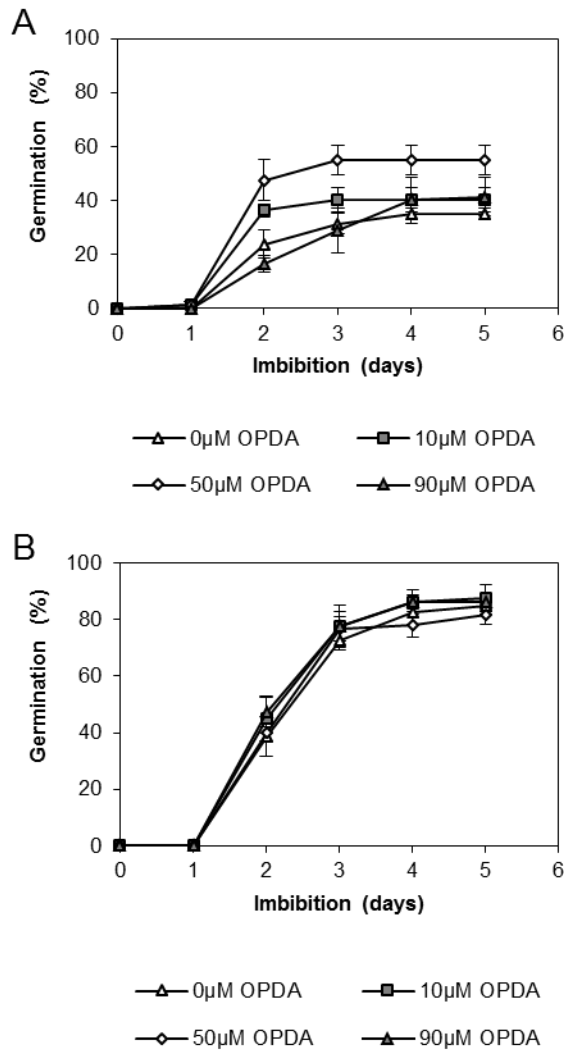 A
100
80
60
40
20
0
Germination (%)
0 1 2 3 4 5 6
Imbibition (days)
0µM OPDA 10µM OPDA
50µM OPDA 90µM OPDA
B
100
80
60
40
20
0
Germination (%)
0 1 2 3 4 5 6
Imbibition (days)
0µM OPDA 10µM OPDA
50µM OPDA 90µM OPDA